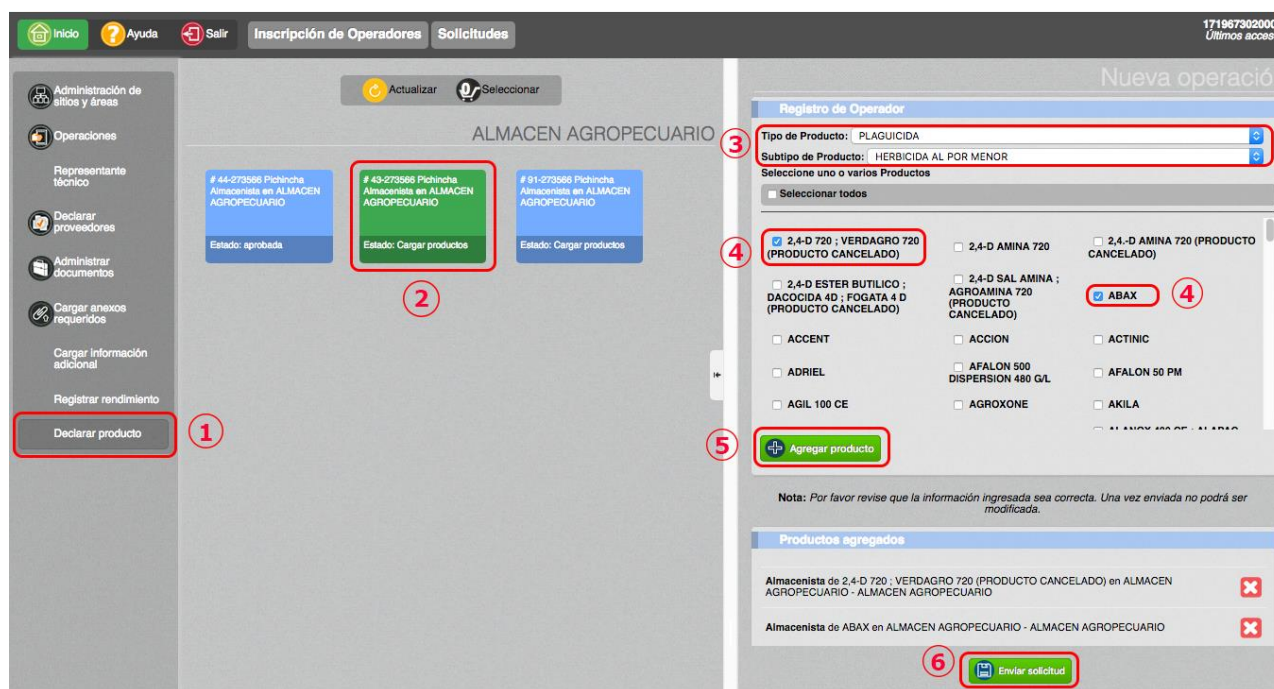 Inicio
Ayuda
Salir
Inscripción de Operadores
Solicitudes
171967302000
Últimos acces
Administración de
sitios y áreas
Operaciones
Representante
técnico
Declarar
proveedores
Administrar
documentos
Cargar anexos
requeridos
Cargar información
adicional
Registrar rendimiento
Declarar producto
1
Actualizar
Seleccionar
ALMACEN AGROPECUARIO
# 44-273566 Pichincha
Almacenista en ALMACEN
AGROPECUARIO
Estado: aprobada
# 43-273566 Pichincha
Almacenista en ALMACEN
AGROPECUARIO
Estado: Cargar productos
2
# 91-273566 Pichincha
Almacenista en ALMACEN
AGROPECUARIO
Estado: Cargar productos
Nueva operació
Registro de Operador
3
Tipo de Producto: PLAGUICIDA
Subtipo de Producto: HERBICIDA AL POR MENOR
Seleccione uno o varios Productos
Seleccionar todos
4
2,4-D 720 ; VERDAGRO 720
(PRODUCTO CANCELADO)
2,4-D AMINA 720
2,4.-D AMINA 720 (PRODUCTO
CANCELADO)
2,4-D ESTER BUTILICO ;
DACOCIDA 4D ; FOGATA 4 D
(PRODUCTO CANCELADO)
2,4-D SAL AMINA ;
AGROAMINA 720
(PRODUCTO
CANCELADO)
ABAX
4
ACCENT
ACCION
ACTINIC
ADRIEL
AFALON 500
DISPERSION 480 G/L
AFALON 50 PM
AGIL 100 CE
AGROXONE
AKILA
5
Agregar producto
Nota: Por favor revise que la información ingresada sea correcta. Una vez enviada no podrá ser
modificada.
Productos agregados
Almacenista de 2,4-D 720 ; VERDAGRO 720 (PRODUCTO CANCELADO) en ALMACEN
AGROPECUARIO - ALMACEN AGROPECUARIO
Almacenista de ABAX en ALMACEN AGROPECUARIO - ALMACEN AGROPECUARIO
6
Enviar solicitud